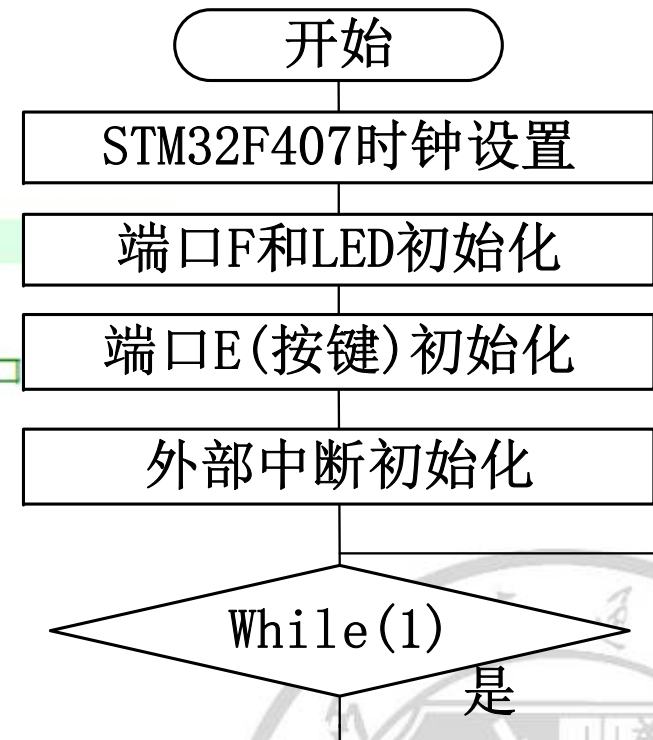 开始
STM32F407时钟设置
端口F和LED初始化
端口E(按键)初始化
外部中断初始化
While(1)
是